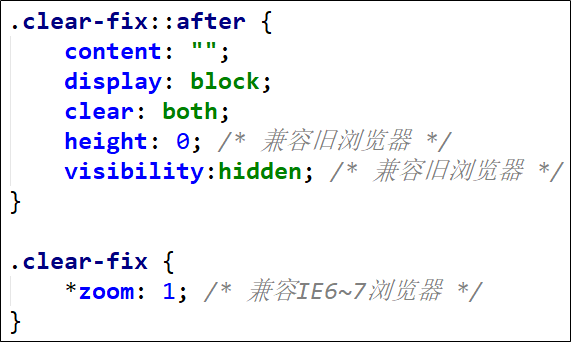 .clear-fix::after {
    content: "";
    display: block;
    clear: both;
    height: 0; /* 兼容旧浏览器 */
    visibility:hidden; /* 兼容旧浏览器 */
}

.clear-fix {
    *zoom: 1; /* 兼容IE6~7浏览器 */
}